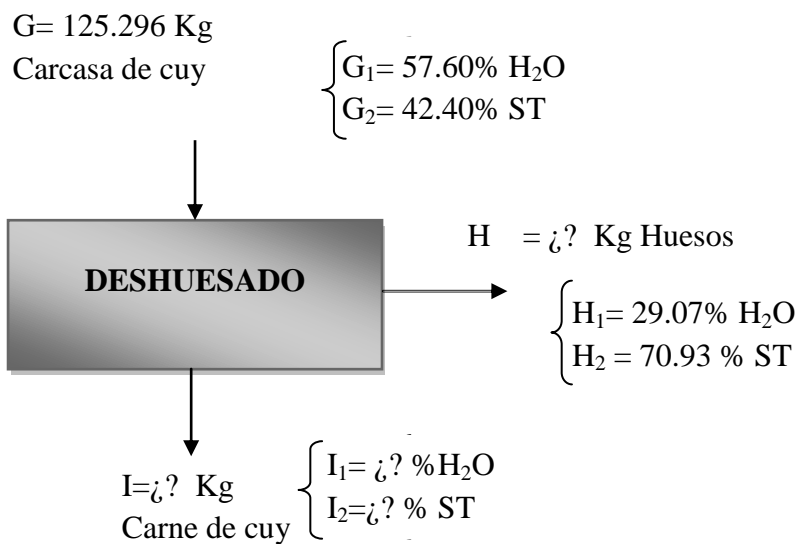 G= 125.296 Kg
Carcasa de cuy
G₁= 57.60% H₂O
G₂= 42.40% ST
DESHUESADO
H = ¿? Kg Huesos
H₁= 29.07% H₂O
H₂ = 70.93 % ST
I=¿? Kg
Carne de cuy
I₁= ¿? %H₂O
I₂=¿? % ST